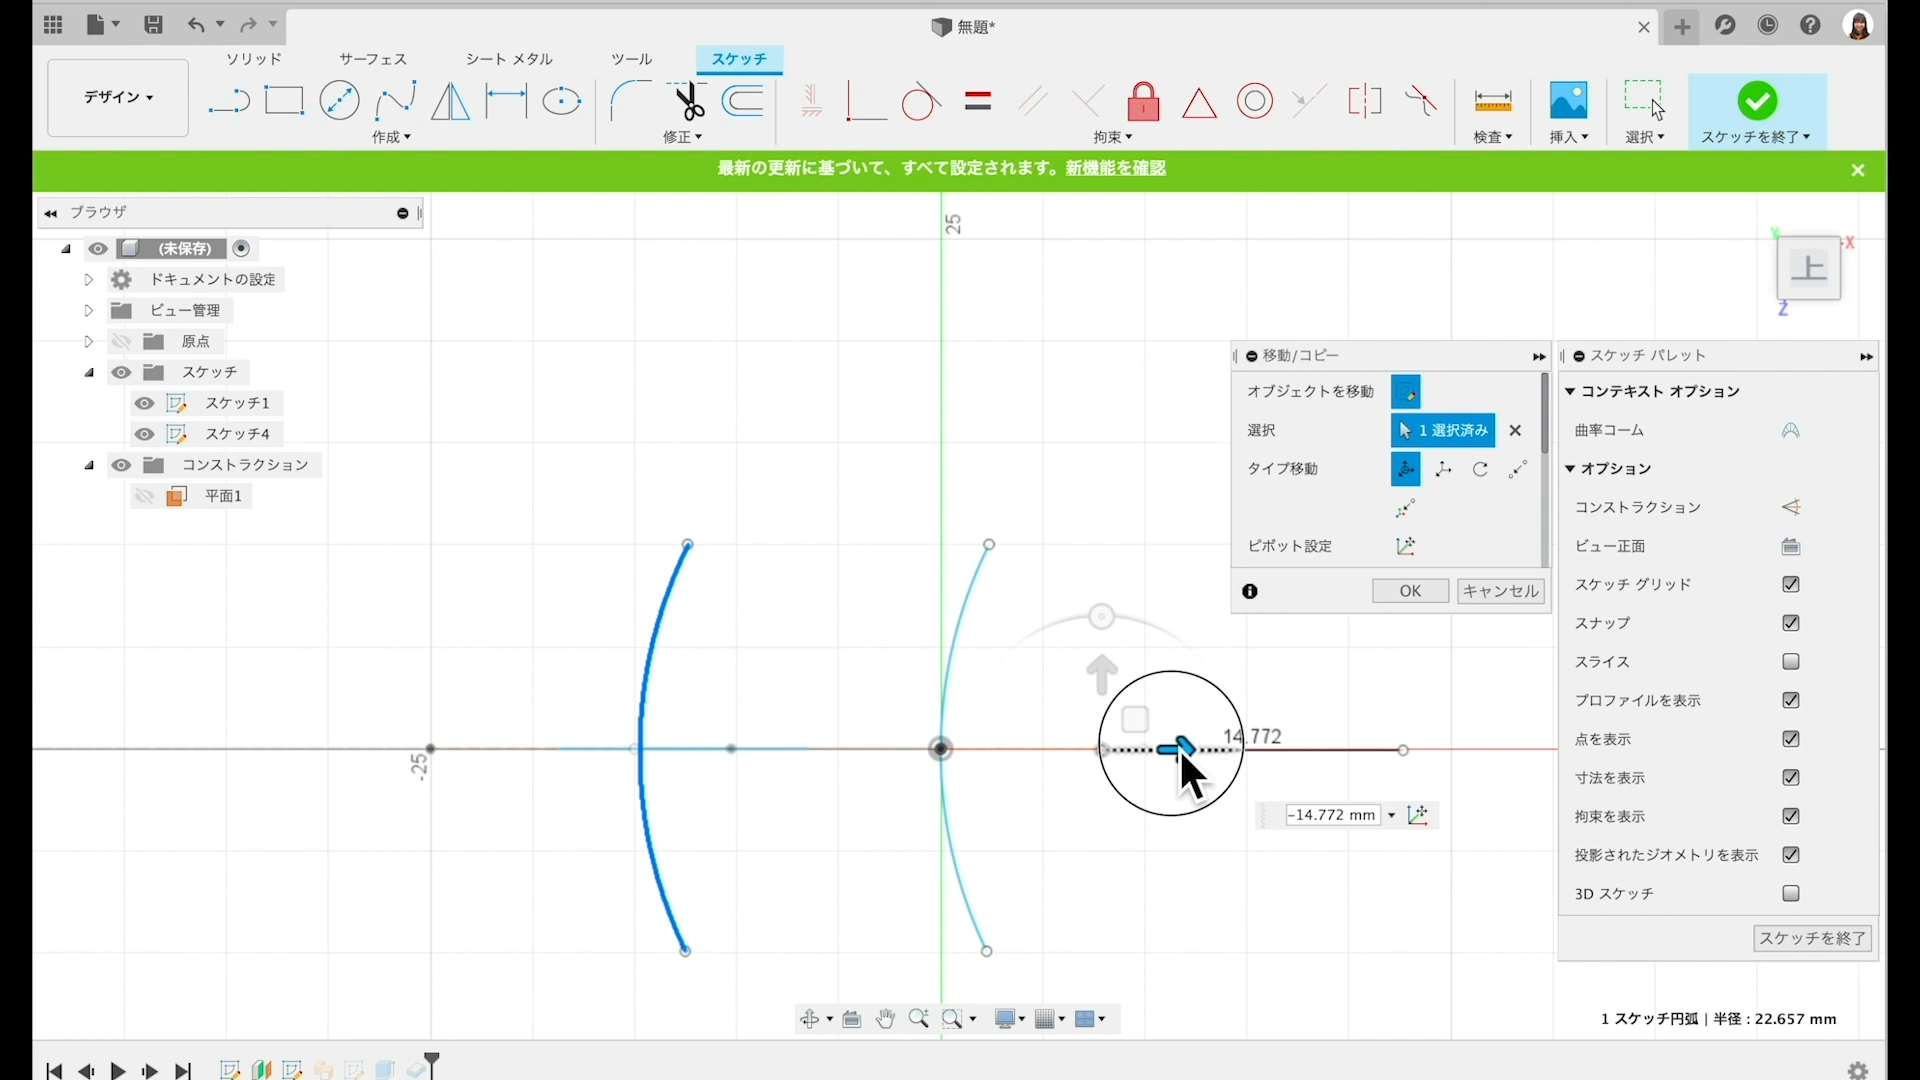 無題*
ソリッド
サーフェス
シート メタル
ツール
スケッチ
デザイン
作成
修正
拘束
検査
挿入
選択
スケッチを終了
最新の更新に基づいて、すべて設定されます。新機能を確認
ブラウザ
(未保存)
ドキュメントの設定
ビュー管理
原点
スケッチ
スケッチ1
スケッチ4
コンストラクション
平面1
25
-25
Y
X
上
Z
移動/コピー
オブジェクトを移動
選択
1 選択済み
タイプ移動
ピボット設定
OK
キャンセル
スケッチ パレット
コンテキスト オプション
曲率コーム
オプション
コンストラクション
ビュー正面
スケッチ グリッド
スナップ
スライス
プロファイルを表示
点を表示
寸法を表示
拘束を表示
投影されたジオメトリを表示
3D スケッチ
スケッチを終了
14.772
-14.772 mm
1 スケッチ円弧 | 半径 : 22.657 mm